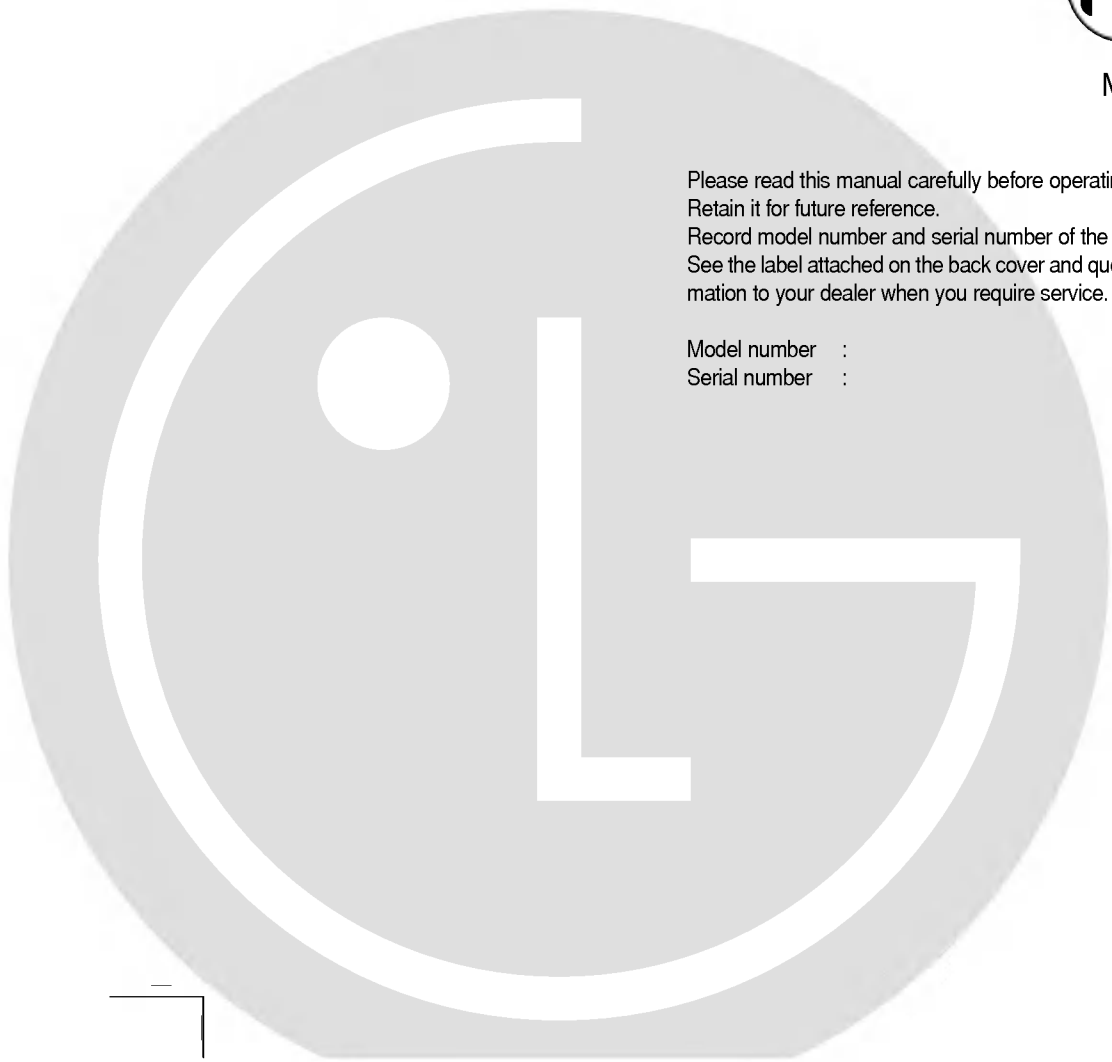 M
Please read this manual carefully before operatin
Retain it for future reference.
Record model number and serial number of the
See the label attached on the back cover and quo
mation to your dealer when you require service.
Model number :
Serial number :